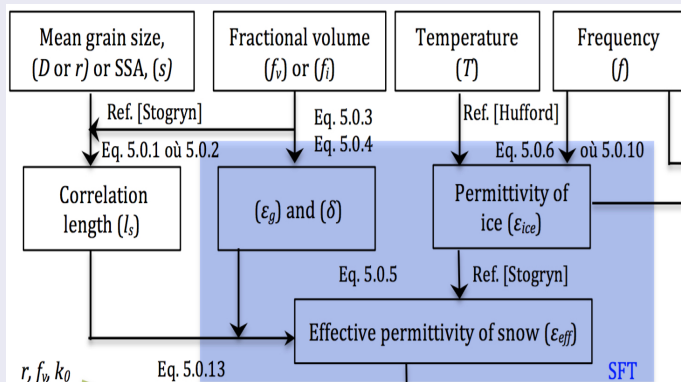 Mean grain size,
(D or r) or SSA, (s)
Fractional volume
(fv) or (fi)
Temperature
(T)
Frequency
(f)
Ref. [Stogryn]
Eq. 5.0.3
Eq. 5.0.4
Ref. [Hufford]
Eq. 5.0.1 où 5.0.2
Eq. 5.0.6 où 5.0.10
Correlation
length (ls)
(εg) and (δ)
Permittivity of
ice (εice)
Eq. 5.0.5
Ref. [Stogryn]
Effective permittivity of snow (εeff)
r, fv, k0
Eq. 5.0.13
SFT